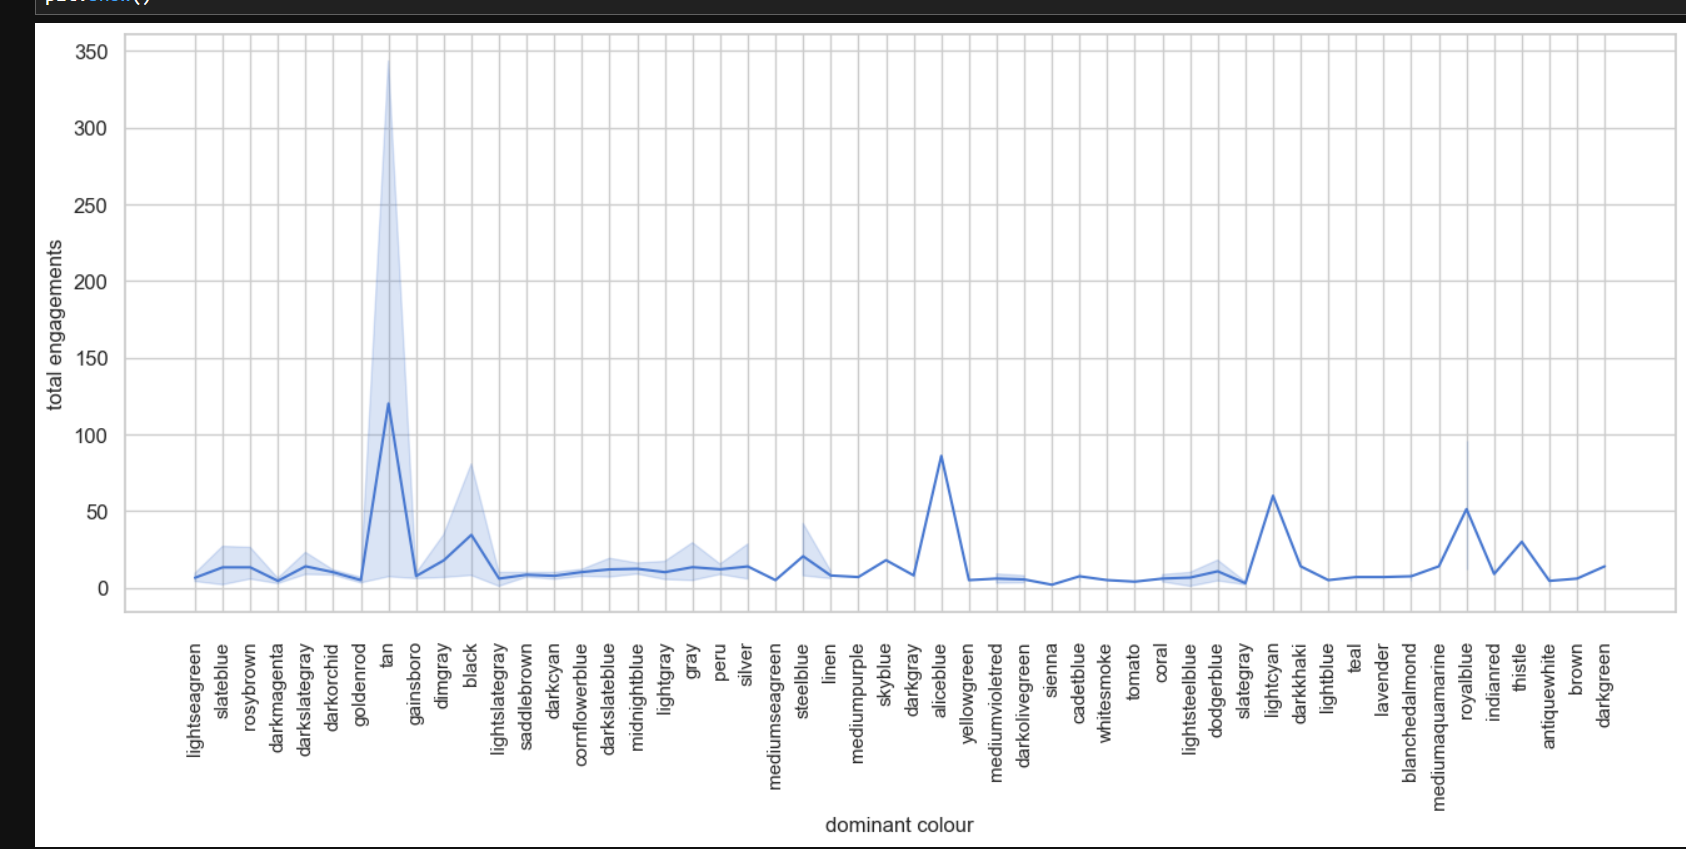 350
300
250
200
150
100
50
0
total engagements
lightseagreen
slateblue
rosybrown
darkmagenta
darkslategray
darkorchid
goldenrod
tan
gainsboro
dimgray
black
lightslategray
saddlebrown
darkcyan
cornflowerblue
darkslateblue
midnightblue
lightgray
gray
peru
silver
mediumseagreen
steelblue
linen
mediumpurple
skyblue
darkgray
aliceblue
yellowgreen
mediumvioletred
darkolivegreen
sienna
cadetblue
whitesmoke
tomato
coral
lightsteelblue
dodgerblue
slategray
lightcyan
darkkhaki
lightblue
teal
lavender
blanchedalmond
mediumaquamarine
royalblue
indianred
thistle
antiquewhite
brown
darkgreen
dominant colour